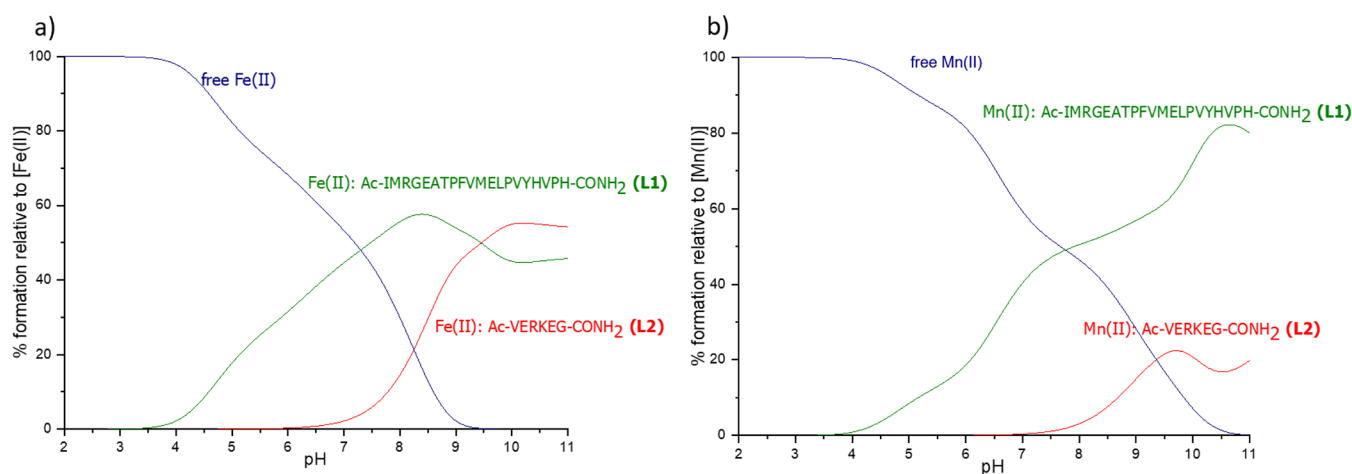 a)
% formation relative to [Fe(II)]
100
80
60
40
20
0
free Fe(II)
Fe(II): Ac-IMRGEATPFVMELPVYHVPH-CONH2 (L1)
Fe(II): Ac-VERKEG-CONH2 (L2)
2 3 4 5 6 7 8 9 10 11
pH
b)
% formation relative to [Mn(II)]
100
80
60
40
20
0
free Mn(II)
Mn(II): Ac-IMRGEATPFVMELPVYHVPH-CONH2 (L1)
Mn(II): Ac-VERKEG-CONH2 (L2)
2 3 4 5 6 7 8 9 10 11
pH